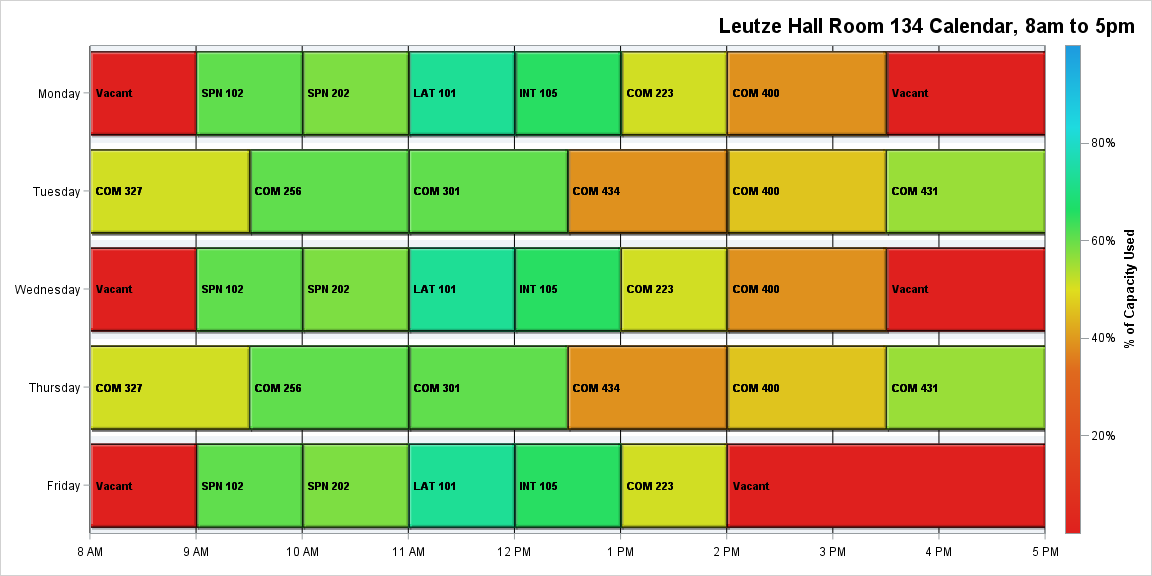 Leutze Hall Room 134 Calendar, 8am to 5pm
Monday
Vacant
SPN 102
SPN 202
LAT 101
INT 105
COM 223
COM 400
Vacant
Tuesday
COM 327
COM 256
COM 301
COM 434
COM 400
COM 431
Wednesday
Vacant
SPN 102
SPN 202
LAT 101
INT 105
COM 223
COM 400
Vacant
Thursday
COM 327
COM 256
COM 301
COM 434
COM 400
COM 431
Friday
Vacant
SPN 102
SPN 202
LAT 101
INT 105
COM 223
Vacant
8 AM
9 AM
10 AM
11 AM
12 PM
1 PM
2 PM
3 PM
4 PM
5 PM
80%
60%
40%
20%
% of Capacity Used